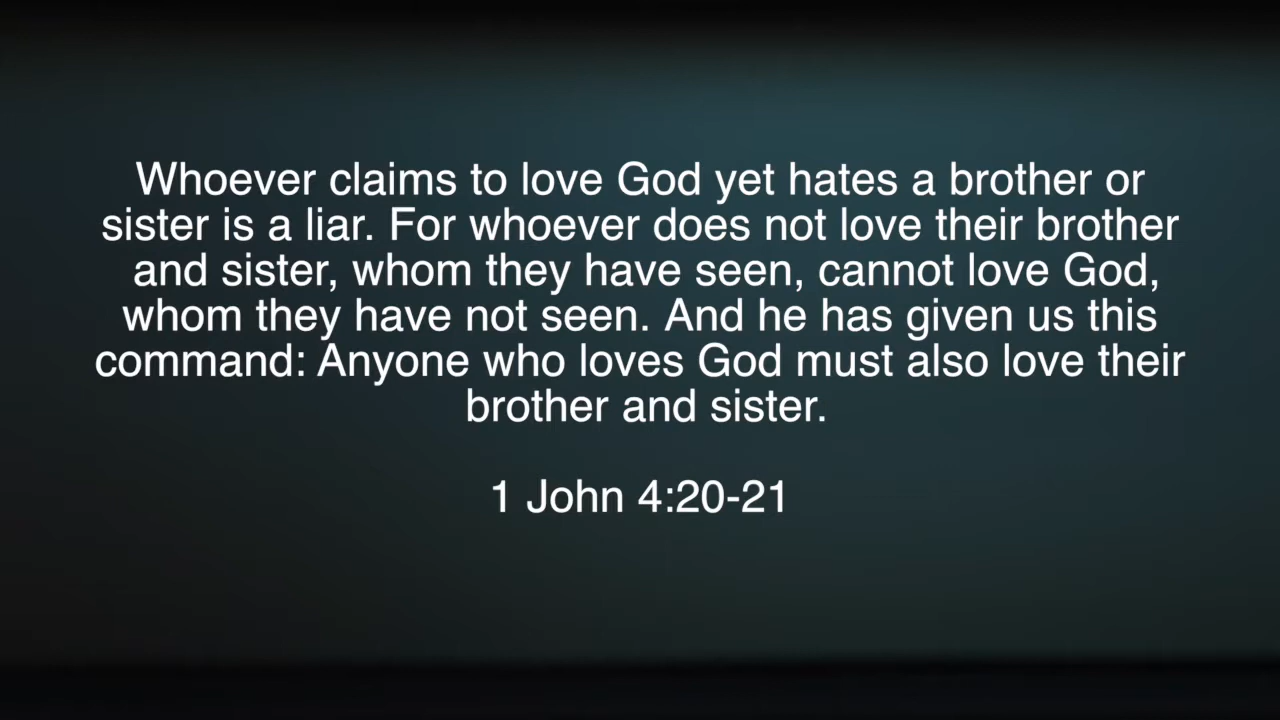 Whoever claims to love God yet hates a brother or
sister is a liar. For whoever does not love their brother
and sister, whom they have seen, cannot love God,
whom they have not seen. And he has given us this
command: Anyone who loves God must also love their
brother and sister.
1 John 4:20-21